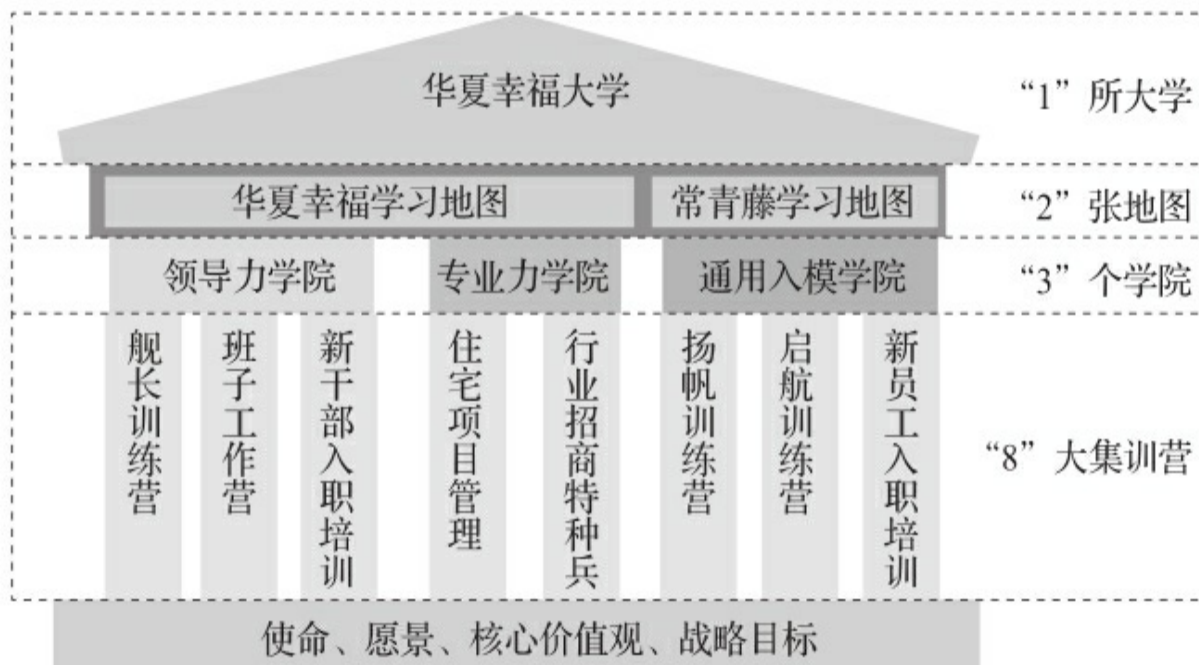 华夏幸福大学
“1”所大学
华夏幸福学习地图
常青藤学习地图
“2”张地图
领导力学院
专业力学院
通用入模学院
“3”个学院
舰长训练营
班子工作营
新干部入职培训
住宅项目管理
行业招商特种兵
扬帆训练营
启航训练营
新员工入职培训
“8”大集训营
使命、愿景、核心价值观、战略目标